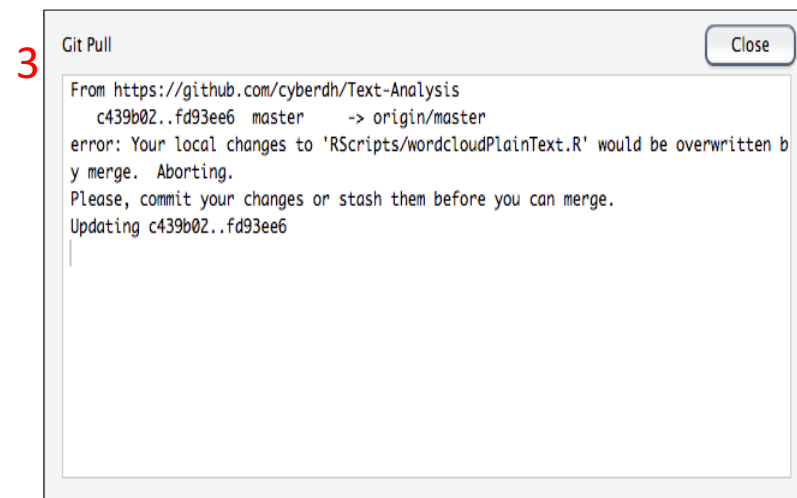 3
Git Pull
Close
From https://github.com/cyberdh/Text-Analysis
c439b02..fd93ee6 master -> origin/master
error: Your local changes to 'RScripts/wordcloudPlainText.R' would be overwritten b
y merge. Aborting.
Please, commit your changes or stash them before you can merge.
Updating c439b02..fd93ee6